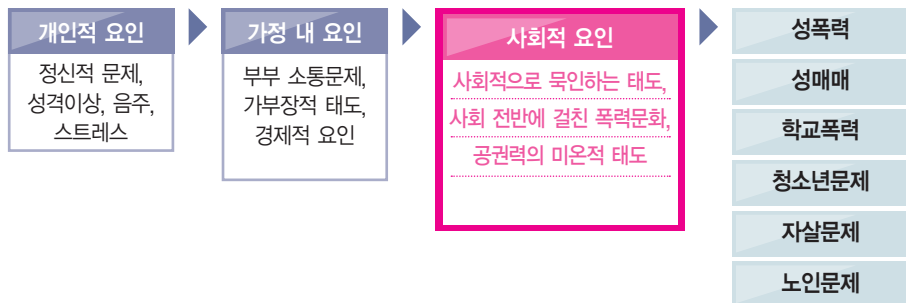 개인적 요인
정신적 문제,
성격이상, 음주,
스트레스
가정 내 요인
부부 소통문제,
가부장적 태도,
경제적 요인
사회적 요인
사회적으로 묵인하는 태도,
사회 전반에 걸친 폭력문화,
공권력의 미온적 태도
성폭력
성매매
학교폭력
청소년문제
자살문제
노인문제